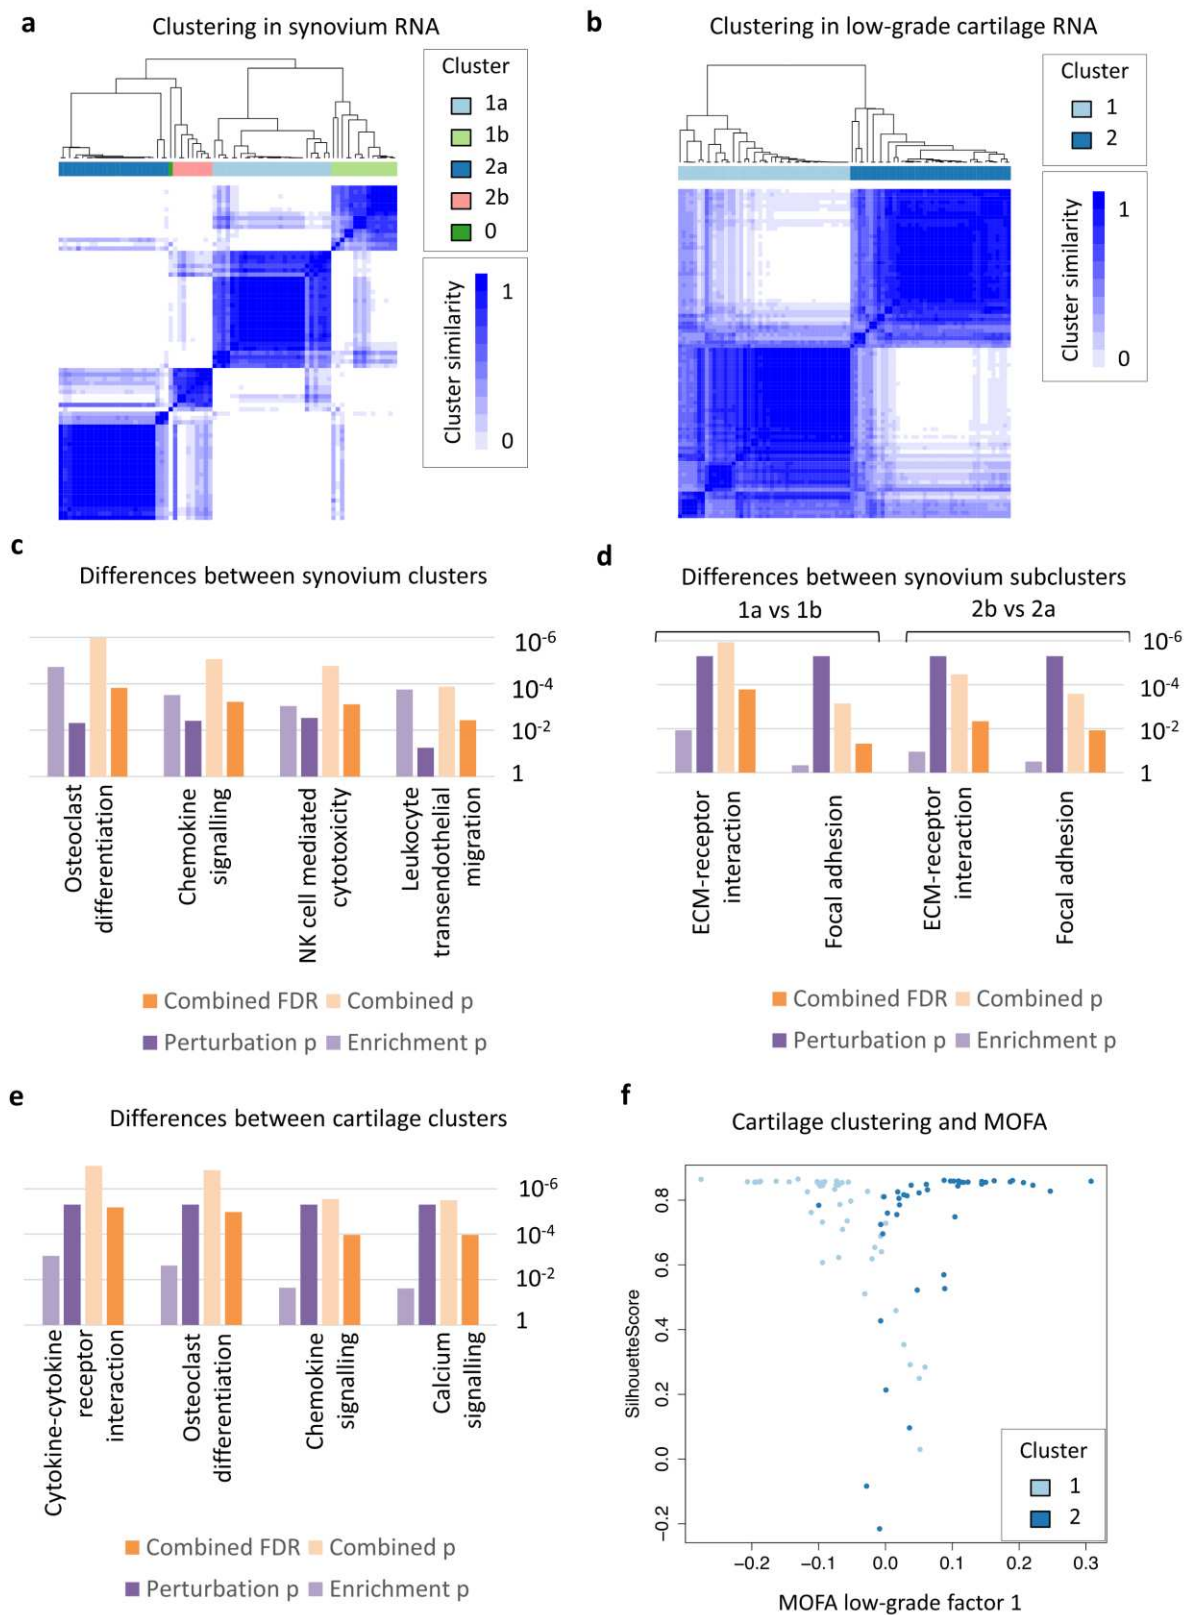 a
Clustering in synovium RNA
Cluster
1a
1b
2a
2b
0
Cluster similarity
1
0
b
Clustering in low-grade cartilage RNA
Cluster
1
2
Cluster similarity
1
0
c
Differences between synovium clusters
10-6
10-4
10-2
1
Osteoclast
differentiation
Chemokine
signalling
NK cell mediated
cytotoxicity
Leukocyte
transendothelial
migration
Combined FDR
Combined p
Perturbation p
Enrichment p
d
Differences between synovium subclusters
1a vs 1b
2b vs 2a
10-6
10-4
10-2
1
ECM-receptor
interaction
Focal adhesion
ECM-receptor
interaction
Focal adhesion
Combined FDR
Combined p
Perturbation p
Enrichment p
e
Differences between cartilage clusters
10-6
10-4
10-2
1
Cytokine-cytokine
receptor
interaction
Osteoclast
differentiation
Chemokine
signalling
Calcium
signalling
Combined FDR
Combined p
Perturbation p
Enrichment p
f
Cartilage clustering and MOFA
SilhouetteScore
0.8
0.6
0.4
0.2
0.0
−0.2
Cluster
1
2
−0.2
−0.1
0.0
0.1
0.2
0.3
MOFA low-grade factor 1